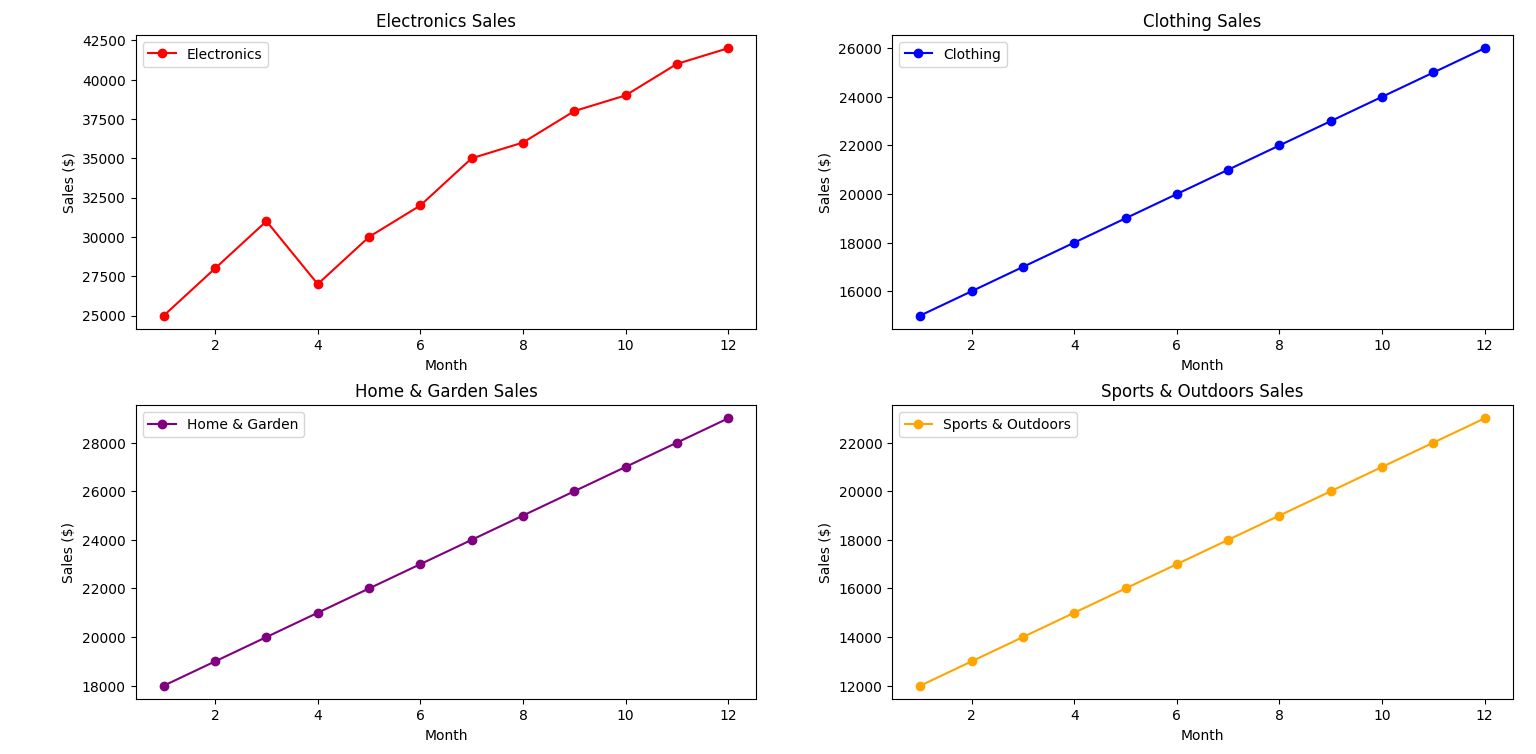 Electronics Sales
Electronics
42500
40000
37500
35000
32500
30000
27500
25000
Sales ($)
2 4 6 8 10 12
Month
Clothing Sales
Clothing
26000
24000
22000
20000
18000
16000
Sales ($)
2 4 6 8 10 12
Month
Home & Garden Sales
Home & Garden
28000
26000
24000
22000
20000
18000
Sales ($)
2 4 6 8 10 12
Month
Sports & Outdoors Sales
Sports & Outdoors
22000
20000
18000
16000
14000
12000
Sales ($)
2 4 6 8 10 12
Month